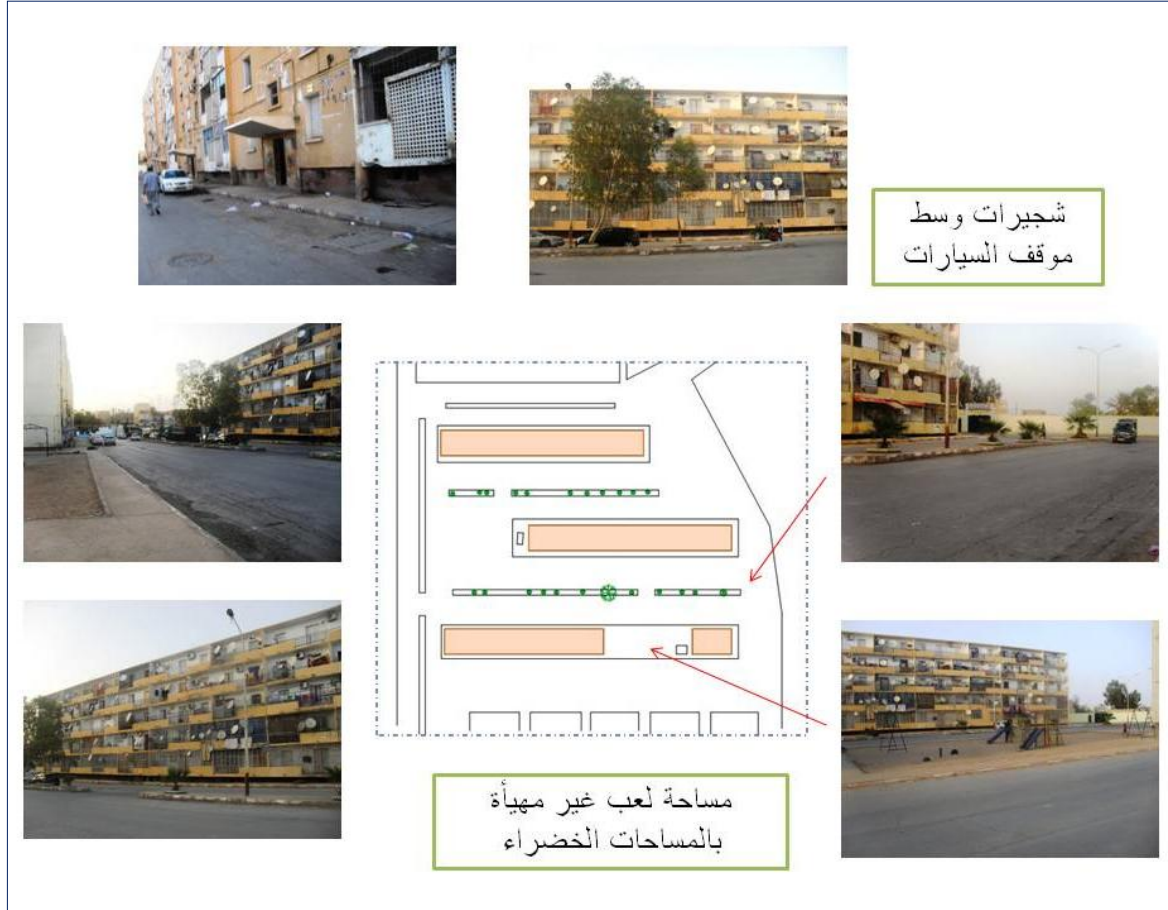 شجيرات وسط
موقف السيارات
مساحة لعب غير مهيأة
بالمساحات الخضراء